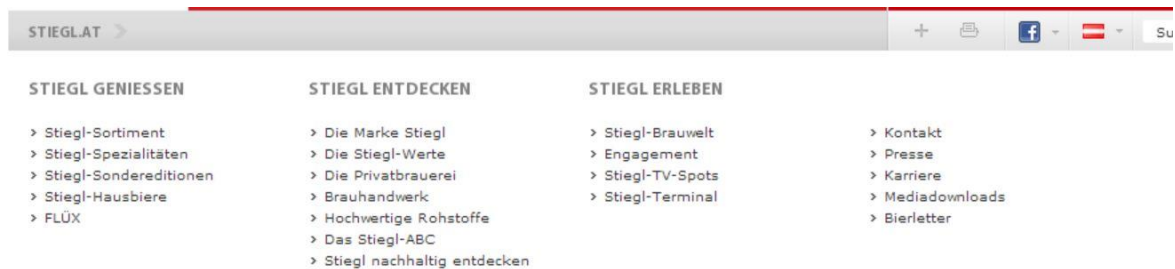 STIEGL.AT
Su
STIEGL GENIESSEN
Stiegl-Sortiment
Stiegl-Spezialitäten
Stiegl-Sondereditionen
Stiegl-Hausbiere
FLÜX
STIEGL ENTDECKEN
Die Marke Stiegl
Die Stiegl-Werte
Die Privatbrauerei
Brauhandwerk
Hochwertige Rohstoffe
Das Stiegl-ABC
Stiegl nachhaltig entdecken
STIEGL ERLEBEN
Stiegl-Brauwelt
Engagement
Stiegl-TV-Spots
Stiegl-Terminal
Kontakt
Presse
Karriere
Mediadownloads
Bierletter